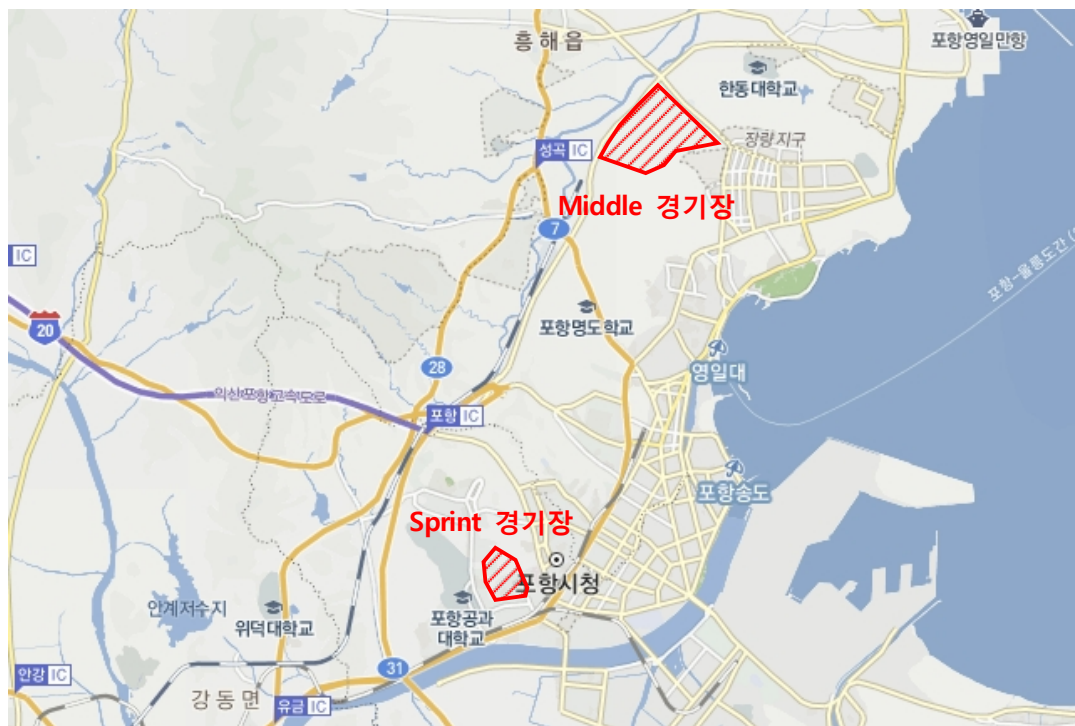 흥해읍
포항영일만항
한동대학교
장량지구
성곡 IC
Middle 경기장
7
IC
포항-울릉도간 (
20
포항명도학교
28
영일대
익산포항고속도로
포항 IC
포항송도
Sprint 경기장
포항시청
안계저수지
위덕대학교
포항공과
대학교
31
안강 IC
강동면
유금 IC